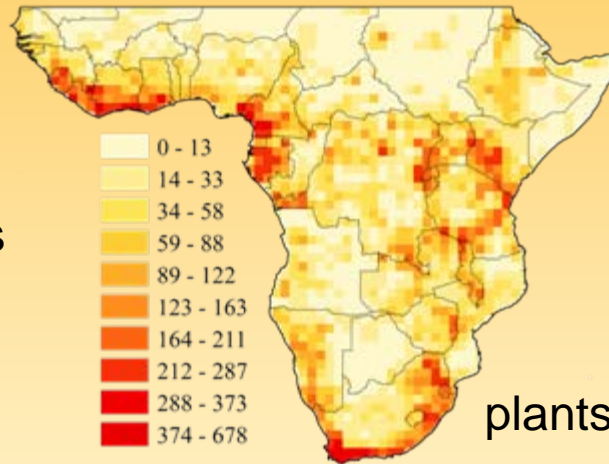 0 - 13
14 - 33
34 - 58
59 - 88
89 - 122
123 - 163
164 - 211
212 - 287
288 - 373
374 - 678
s
plants